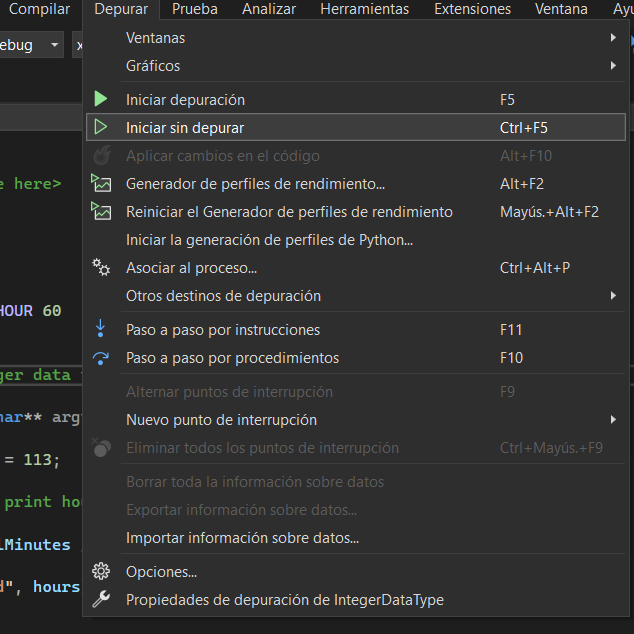 Compilar Depurar Prueba Analizar Herramientas Extensiones Ventana Ayu
ebug x
Ventanas
Gráficos
Iniciar depuración F5
Iniciar sin depurar Ctrl+F5
Aplicar cambios en el código Alt+F10
e here> Generador de perfiles de rendimiento... Alt+F2
Reiniciar el Generador de perfiles de rendimiento Mayús.+Alt+F2
Iniciar la generación de perfiles de Python...
Asociar al proceso... Ctrl+Alt+P
Otros destinos de depuración
HOUR 60
Paso a paso por instrucciones F11
Paso a paso por procedimientos F10
ger data
Alternar puntos de interrupción F9
har** arg Nuevo punto de interrupción
Eliminar todos los puntos de interrupción Ctrl+Mayús.+F9
= 113;
Borrar toda la información sobre datos
print hou
Exportar información sobre datos...
lMinutes Importar información sobre datos...
Opciones...
d", hours
Propiedades de depuración de IntegerDataType